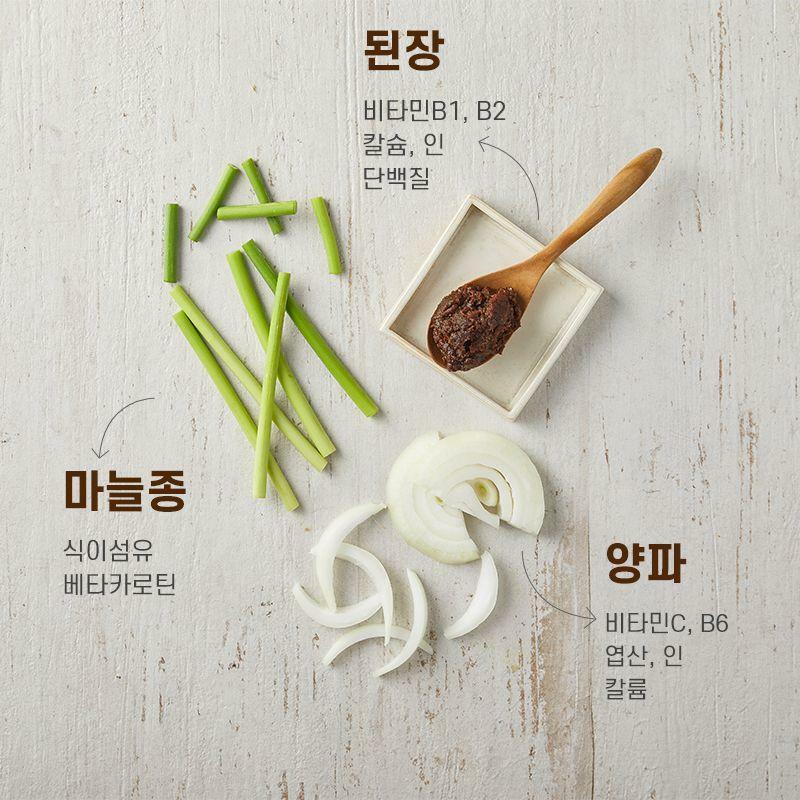 된장
비타민B1, B2
칼슘, 인
단백질
마늘종
식이섬유
베타카로틴
양파
비타민C, B6
엽산, 인
칼륨